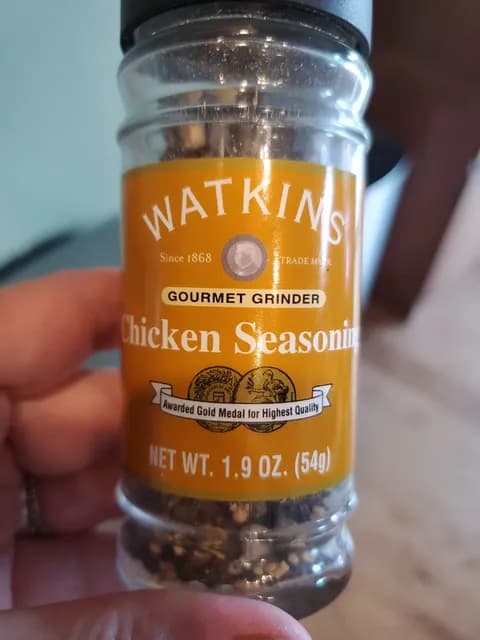 WATKINS
Since 1868 TRADE MARK
GOURMET GRINDER
Chicken Seasoning
Awarded Gold Medal for Highest Quality
NET WT. 1.9 OZ. (54g)